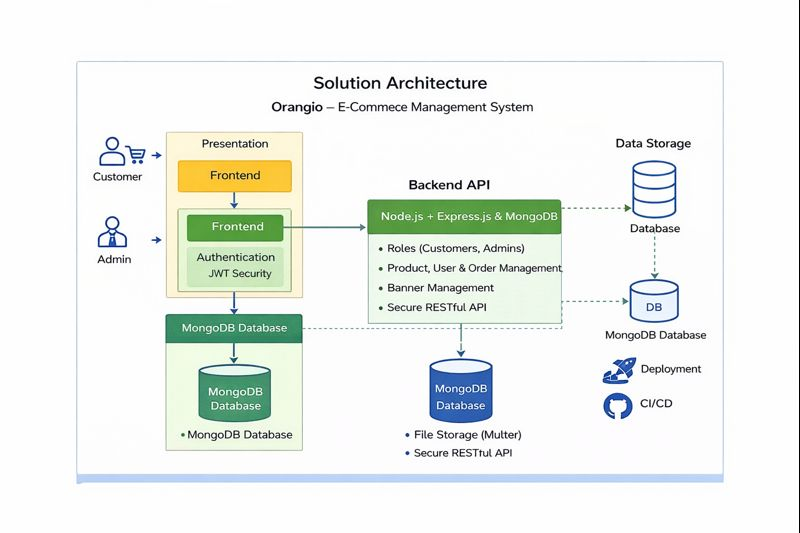 Solution Architecture
Orangio – E-Commece Management System
Customer
Admin
Presentation
Frontend
Frontend
Authentication
JWT Security
MongoDB Database
MongoDB
Database
• MongoDB Database
Backend API
Node.js + Express.js & MongoDB
• Roles (Customers, Admins)
• Product, User & Order Management
• Banner Management
• Secure RESTful API
MongoDB
Database
• File Storage (Multer)
• Secure RESTful API
Data Storage
Database
DB
MongoDB Database
Deployment
CI/CD